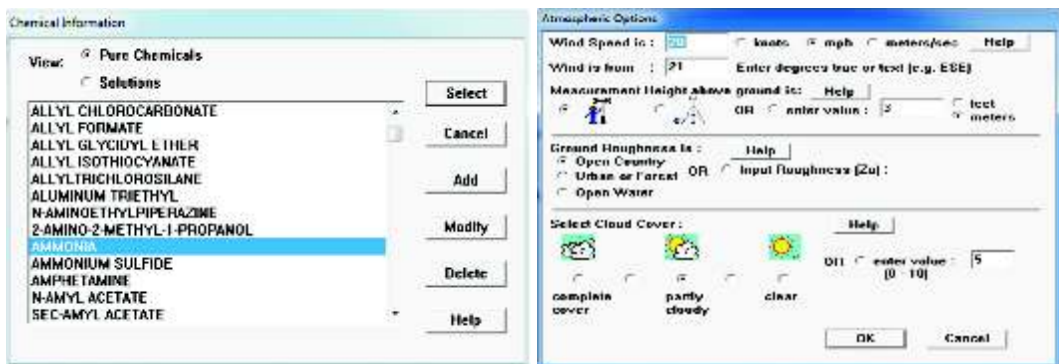 Chemical Information
View: Pure Chemicals
Solutions
ALLYL CHLOROCARBONATE
ALLYL FORMATE
ALLYL GLYCIDYL ETHER
ALLYL ISOTHIOCYANATE
ALLYLTRICHLOROSILANE
ALUMINUM TRIETHYL
N-AMINOETHYLPIPERAZINE
2-AMINO-2-METHYL-1-PROPANOL
AMMONIA
AMMONIUM SULFIDE
AMPHETAMINE
N-AMYL ACETATE
SEC-AMYL ACETATE
Select
Cancel
Add
Modify
Delete
Help
Atmospheric Options
Wind Speed is : 20 knots mph meters/sec Help
Wind is from : 21 Enter degrees true or text (e.g. ESE)
Measurement Height above ground is: Help
OR enter value : 3 feet
meters
Ground Roughness is : Help
Open Country
Urban or Forest OR Input Roughness (Zo) :
Open Water
Select Cloud Cover : Help
OR enter value : 5
(0 - 10)
complete cover
partly cloudy
clear
OK Cancel